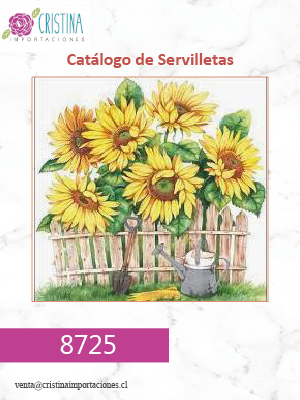 CRISTINA
IMPORTACIONES
Catálogo de Servilletas
8725
venta@cristinaimportaciones.cl